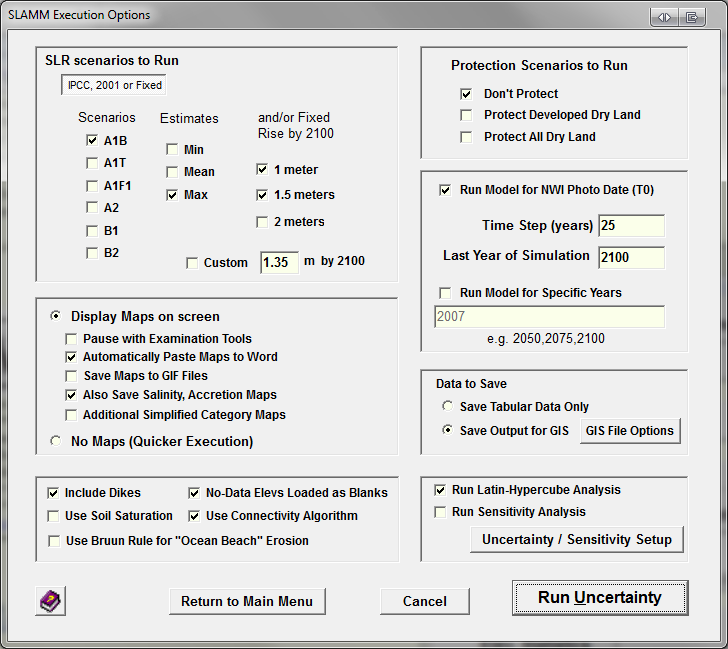 SLAMM Execution Options
SLR scenarios to Run
IPCC, 2001 or Fixed
Scenarios
A1B
A1T
A1F1
A2
B1
B2
Estimates
Min
Mean
Max
and/or Fixed
Rise by 2100
1 meter
1.5 meters
2 meters
Custom 1.35 m by 2100
Display Maps on screen
Pause with Examination Tools
Automatically Paste Maps to Word
Save Maps to GIF Files
Also Save Salinity, Accretion Maps
Additional Simplified Category Maps
No Maps (Quicker Execution)
Include Dikes
No-Data Elevs Loaded as Blanks
Use Soil Saturation
Use Connectivity Algorithm
Use Bruun Rule for "Ocean Beach" Erosion
Protection Scenarios to Run
Don't Protect
Protect Developed Dry Land
Protect All Dry Land
Run Model for NWI Photo Date (T0)
Time Step (years) 25
Last Year of Simulation 2100
Run Model for Specific Years
2007
e.g. 2050,2075,2100
Data to Save
Save Tabular Data Only
Save Output for GIS
GIS File Options
Run Latin-Hypercube Analysis
Run Sensitivity Analysis
Uncertainty / Sensitivity Setup
Return to Main Menu
Cancel
Run Uncertainty